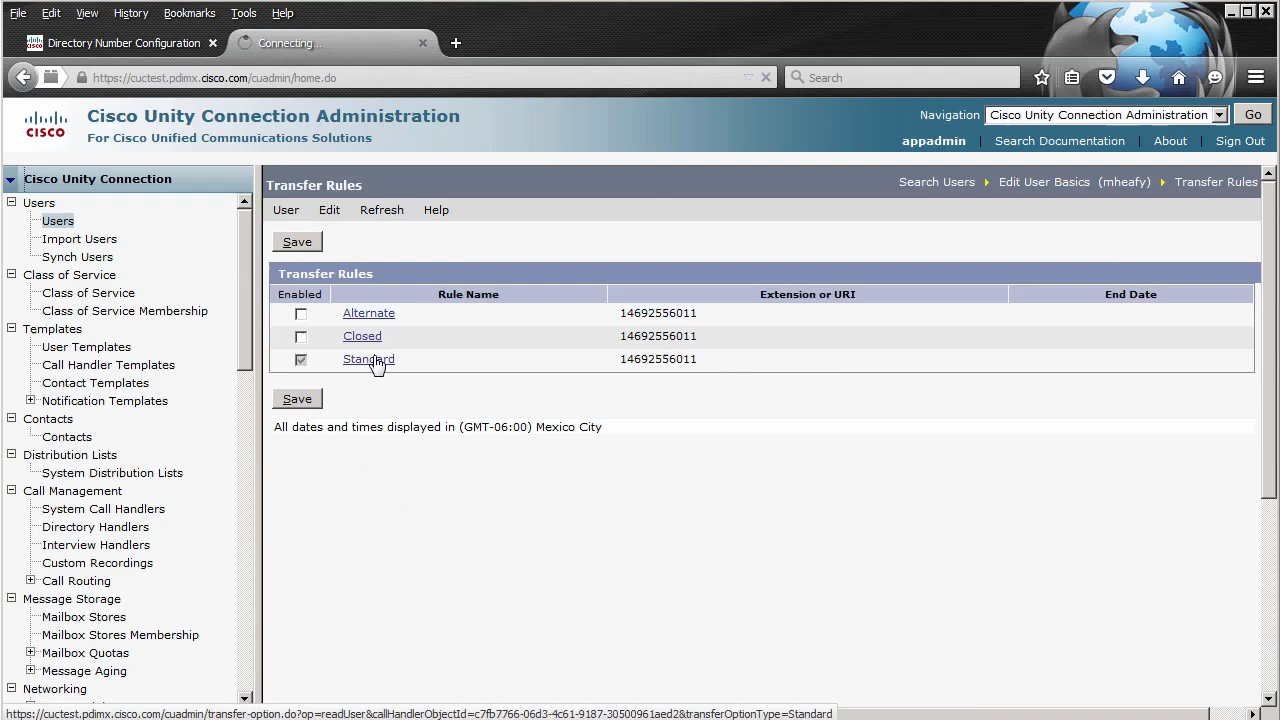 File Edit View History Bookmarks Tools Help
Directory Number Configuration × Connecting... × +
https://cuctest.pdimx.cisco.com/cuadmin/home.do Search
CISCO Cisco Unity Connection Administration
For Cisco Unified Communications Solutions
Navigation Cisco Unity Connection Administration Go
appadmin | Search Documentation | About | Sign Out
Cisco Unity Connection
Users
Users
Import Users
Synch Users
Class of Service
Class of Service
Class of Service Membership
Templates
User Templates
Call Handler Templates
Contact Templates
Notification Templates
Contacts
Contacts
Distribution Lists
System Distribution Lists
Call Management
System Call Handlers
Directory Handlers
Interview Handlers
Custom Recordings
Call Routing
Message Storage
Mailbox Stores
Mailbox Stores Membership
Mailbox Quotas
Message Aging
Networking
Transfer Rules
Search Users Edit User Basics (mheafy) Transfer Rules
User Edit Refresh Help
Save
Transfer Rules
Enabled Rule Name Extension or URI End Date
Alternate 14692556011
Closed 14692556011
Standard 14692556011
Save
All dates and times displayed in (GMT-06:00) Mexico City
https://cuctest.pdimx.cisco.com/cuadmin/transfer-option.do?op=readUser&callHandlerObjectId=c7fb7766-06d3-4c61-9187-30500961aed2&transferOptionType=Standard